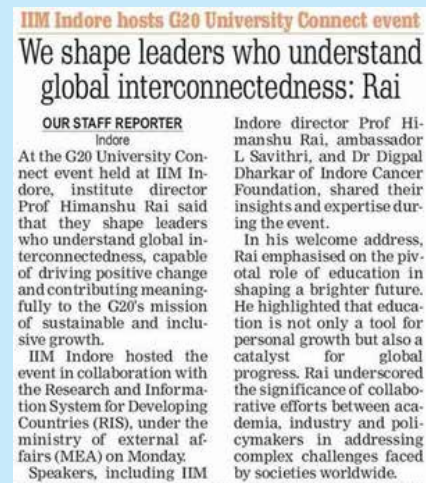 IIM Indore hosts G20 University Connect event
We shape leaders who understand
global interconnectedness: Rai
OUR STAFF REPORTER
Indore
At the G20 University Con-
nect event held at IIM In-
dore, institute director
Prof Himanshu Rai said
that they shape leaders
who understand global in-
terconnectedness, capable
of driving positive change
and contributing meaning-
fully to the G20's mission
of sustainable and inclu-
sive growth.
IIM Indore hosted the
event in collaboration with
the Research and Informa-
tion System for Developing
Countries (RIS), under the
ministry of external af-
fairs (MEA) on Monday.
Speakers, including IIM
Indore director Prof Hi-
manshu Rai, ambassador
L Savithri, and Dr Digpal
Dharkar of Indore Cancer
Foundation, shared their
insights and expertise dur-
ing the event.
In his welcome address,
Rai emphasised on the piv-
otal role of education in
shaping a brighter future.
He highlighted that educa-
tion is not only a tool for
personal growth but also a
catalyst for global
progress. Rai underscored
the significance of collabo-
rative efforts between aca-
demia, industry and poli-
cymakers in addressing
complex challenges faced
by societies worldwide.